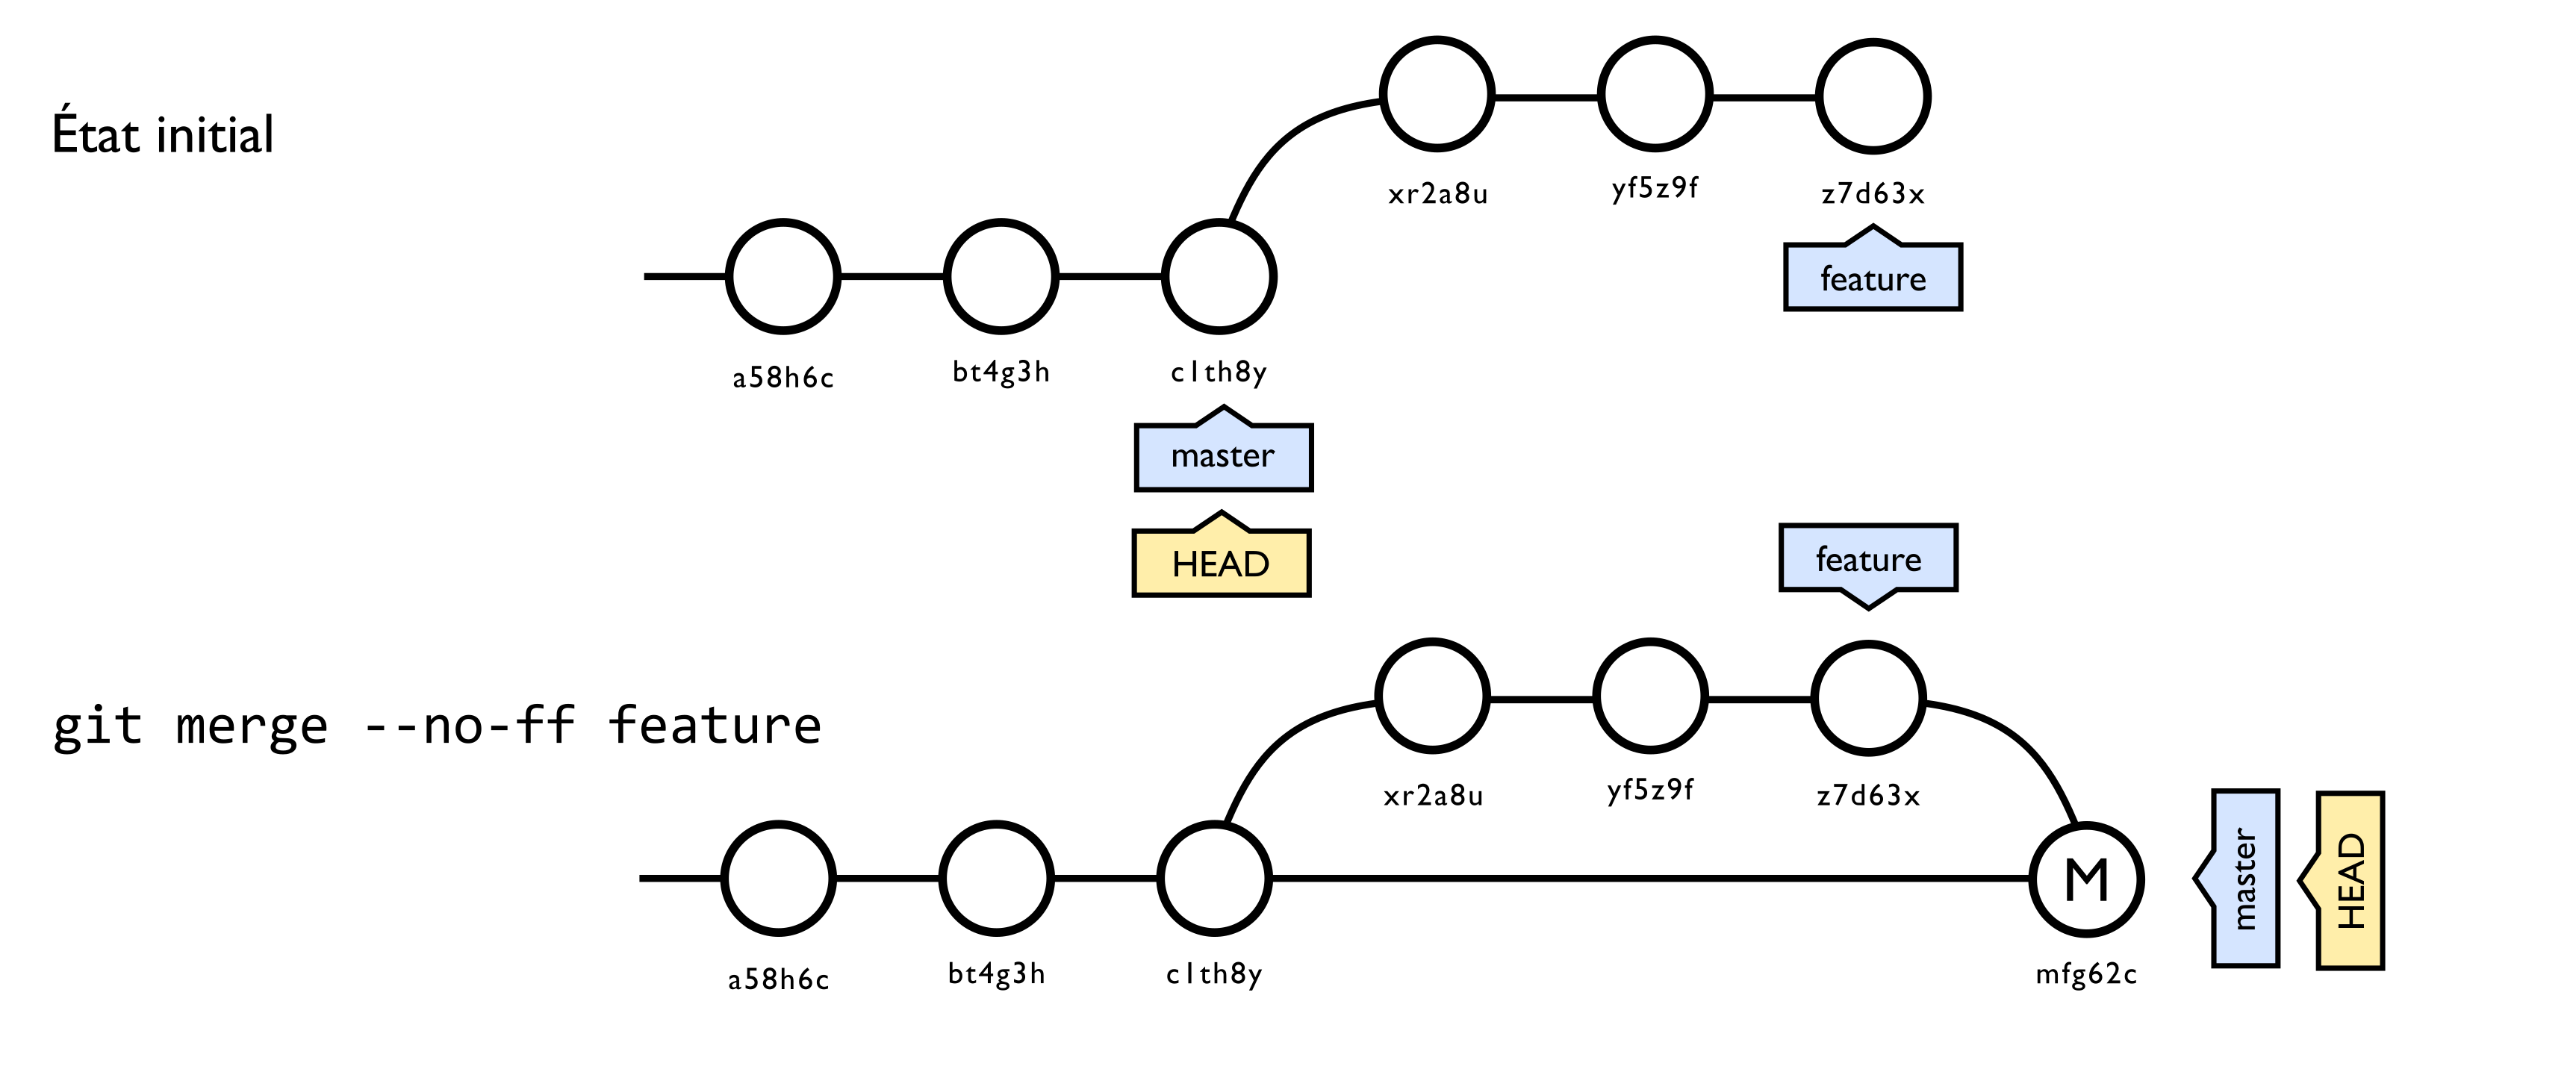 État initial
xr2a8u
yf5z9f
z7d63x
feature
a58h6c
bt4g3h
c1th8y
master
HEAD
feature
git merge --no-ff feature
xr2a8u
yf5z9f
z7d63x
M
master
HEAD
a58h6c
bt4g3h
c1th8y
mfg62c